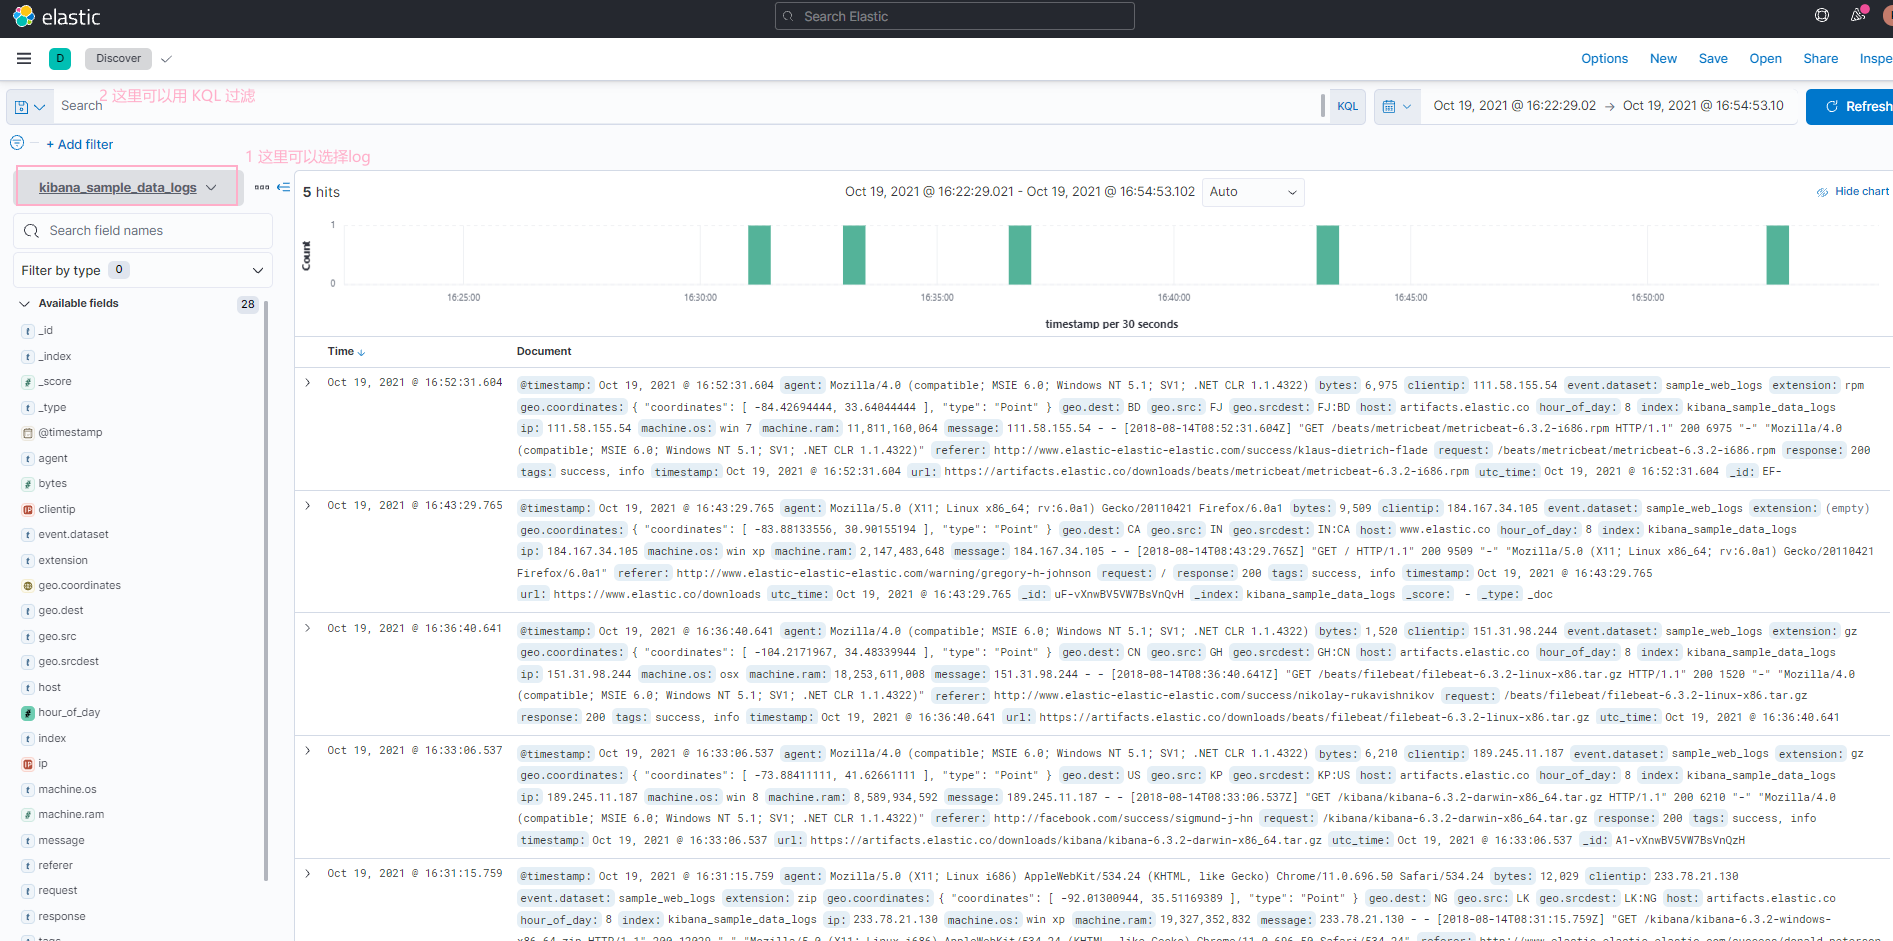 elastic
Search Elastic
D
Discover
Options New Save Open Share Inspe
2 这里可以用 KQL 过滤
Search
KQL
Oct 19, 2021 @ 16:22:29.02 → Oct 19, 2021 @ 16:54:53.10
Refresh
+ Add filter
1 这里可以选择log
kibana_sample_data_logs
5 hits
Oct 19, 2021 @ 16:22:29.021 - Oct 19, 2021 @ 16:54:53.102
Auto
Hide chart
Search field names
Filter by type 0
Available fields 28
_id
_index
_score
_type
@timestamp
agent
bytes
clientip
event.dataset
extension
geo.coordinates
geo.dest
geo.src
geo.srcdest
host
hour_of_day
index
ip
machine.os
machine.ram
message
referer
request
response
tags
Count
1
0
16:25:00 16:30:00 16:35:00 16:40:00 16:45:00 16:50:00
timestamp per 30 seconds
Time Document
Oct 19, 2021 @ 16:52:31.604
@timestamp: Oct 19, 2021 @ 16:52:31.604 agent: Mozilla/4.0 (compatible; MSIE 6.0; Windows NT 5.1; SV1; .NET CLR 1.1.4322) bytes: 6,975 clientip: 111.58.155.54 event.dataset: sample_web_logs extension: rpm
geo.coordinates: { "coordinates": [ -84.42694444, 33.64044444 ], "type": "Point" } geo.dest: BD geo.src: FJ geo.srcdest: FJ:BD host: artifacts.elastic.co hour_of_day: 8 index: kibana_sample_data_logs
ip: 111.58.155.54 machine.os: win 7 machine.ram: 11,811,160,064 message: 111.58.155.54 - - [2018-08-14T08:52:31.604Z] "GET /beats/metricbeat/metricbeat-6.3.2-i686.rpm HTTP/1.1" 200 6975 "-" "Mozilla/4.0
(compatible; MSIE 6.0; Windows NT 5.1; SV1; .NET CLR 1.1.4322)" referer: http://www.elastic-elastic-elastic.com/success/klaus-dietrich-flade request: /beats/metricbeat/metricbeat-6.3.2-i686.rpm response: 200
tags: success, info timestamp: Oct 19, 2021 @ 16:52:31.604 url: https://artifacts.elastic.co/downloads/beats/metricbeat/metricbeat-6.3.2-i686.rpm utc_time: Oct 19, 2021 @ 16:52:31.604 _id: EF-
Oct 19, 2021 @ 16:43:29.765
@timestamp: Oct 19, 2021 @ 16:43:29.765 agent: Mozilla/5.0 (X11; Linux x86_64; rv:6.0a1) Gecko/20110421 Firefox/6.0a1 bytes: 9,509 clientip: 184.167.34.105 event.dataset: sample_web_logs extension: (empty)
geo.coordinates: { "coordinates": [ -83.88133556, 30.90155194 ], "type": "Point" } geo.dest: CA geo.src: IN geo.srcdest: IN:CA host: www.elastic.co hour_of_day: 8 index: kibana_sample_data_logs
ip: 184.167.34.105 machine.os: win xp machine.ram: 2,147,483,648 message: 184.167.34.105 - - [2018-08-14T08:43:29.765Z] "GET / HTTP/1.1" 200 9509 "-" "Mozilla/5.0 (X11; Linux x86_64; rv:6.0a1) Gecko/20110421
Firefox/6.0a1" referer: http://www.elastic-elastic-elastic.com/warning/gregory-h-johnson request: / response: 200 tags: success, info timestamp: Oct 19, 2021 @ 16:43:29.765
url: https://www.elastic.co/downloads utc_time: Oct 19, 2021 @ 16:43:29.765 _id: uF-vXnwBV5VW7BsVnQvH _index: kibana_sample_data_logs _score: - _type: _doc
Oct 19, 2021 @ 16:36:40.641
@timestamp: Oct 19, 2021 @ 16:36:40.641 agent: Mozilla/4.0 (compatible; MSIE 6.0; Windows NT 5.1; SV1; .NET CLR 1.1.4322) bytes: 1,520 clientip: 151.31.98.244 event.dataset: sample_web_logs extension: gz
geo.coordinates: { "coordinates": [ -104.2171967, 34.48339944 ], "type": "Point" } geo.dest: CN geo.src: GH geo.srcdest: GH:CN host: artifacts.elastic.co hour_of_day: 8 index: kibana_sample_data_logs
ip: 151.31.98.244 machine.os: osx machine.ram: 18,253,611,008 message: 151.31.98.244 - - [2018-08-14T08:36:40.641Z] "GET /beats/filebeat/filebeat-6.3.2-linux-x86.tar.gz HTTP/1.1" 200 1520 "-" "Mozilla/4.0
(compatible; MSIE 6.0; Windows NT 5.1; SV1; .NET CLR 1.1.4322)" referer: http://www.elastic-elastic-elastic.com/success/nikolay-rukavishnikov request: /beats/filebeat/filebeat-6.3.2-linux-x86.tar.gz
response: 200 tags: success, info timestamp: Oct 19, 2021 @ 16:36:40.641 url: https://artifacts.elastic.co/downloads/beats/filebeat/filebeat-6.3.2-linux-x86.tar.gz utc_time: Oct 19, 2021 @ 16:36:40.641
Oct 19, 2021 @ 16:33:06.537
@timestamp: Oct 19, 2021 @ 16:33:06.537 agent: Mozilla/4.0 (compatible; MSIE 6.0; Windows NT 5.1; SV1; .NET CLR 1.1.4322) bytes: 6,210 clientip: 189.245.11.187 event.dataset: sample_web_logs extension: gz
geo.coordinates: { "coordinates": [ -73.88411111, 41.62661111 ], "type": "Point" } geo.dest: US geo.src: KP geo.srcdest: KP:US host: artifacts.elastic.co hour_of_day: 8 index: kibana_sample_data_logs
ip: 189.245.11.187 machine.os: win 8 machine.ram: 8,589,934,592 message: 189.245.11.187 - - [2018-08-14T08:33:06.537Z] "GET /kibana/kibana-6.3.2-darwin-x86_64.tar.gz HTTP/1.1" 200 6210 "-" "Mozilla/4.0
(compatible; MSIE 6.0; Windows NT 5.1; SV1; .NET CLR 1.1.4322)" referer: http://facebook.com/success/sigmund-j-hn request: /kibana/kibana-6.3.2-darwin-x86_64.tar.gz response: 200 tags: success, info
timestamp: Oct 19, 2021 @ 16:33:06.537 url: https://artifacts.elastic.co/downloads/kibana/kibana-6.3.2-darwin-x86_64.tar.gz utc_time: Oct 19, 2021 @ 16:33:06.537 _id: A1-vXnwBV5VW7BsVnQzH
Oct 19, 2021 @ 16:31:15.759
@timestamp: Oct 19, 2021 @ 16:31:15.759 agent: Mozilla/5.0 (X11; Linux i686) AppleWebKit/534.24 (KHTML, like Gecko) Chrome/11.0.696.50 Safari/534.24 bytes: 12,029 clientip: 233.78.21.130
event.dataset: sample_web_logs extension: zip geo.coordinates: { "coordinates": [ -92.01300944, 35.51169389 ], "type": "Point" } geo.dest: NG geo.src: LK geo.srcdest: LK:NG host: artifacts.elastic.co
hour_of_day: 8 index: kibana_sample_data_logs ip: 233.78.21.130 machine.os: win xp machine.ram: 19,327,352,832 message: 233.78.21.130 - - [2018-08-14T08:31:15.759Z] "GET /kibana/kibana-6.3.2-windows-